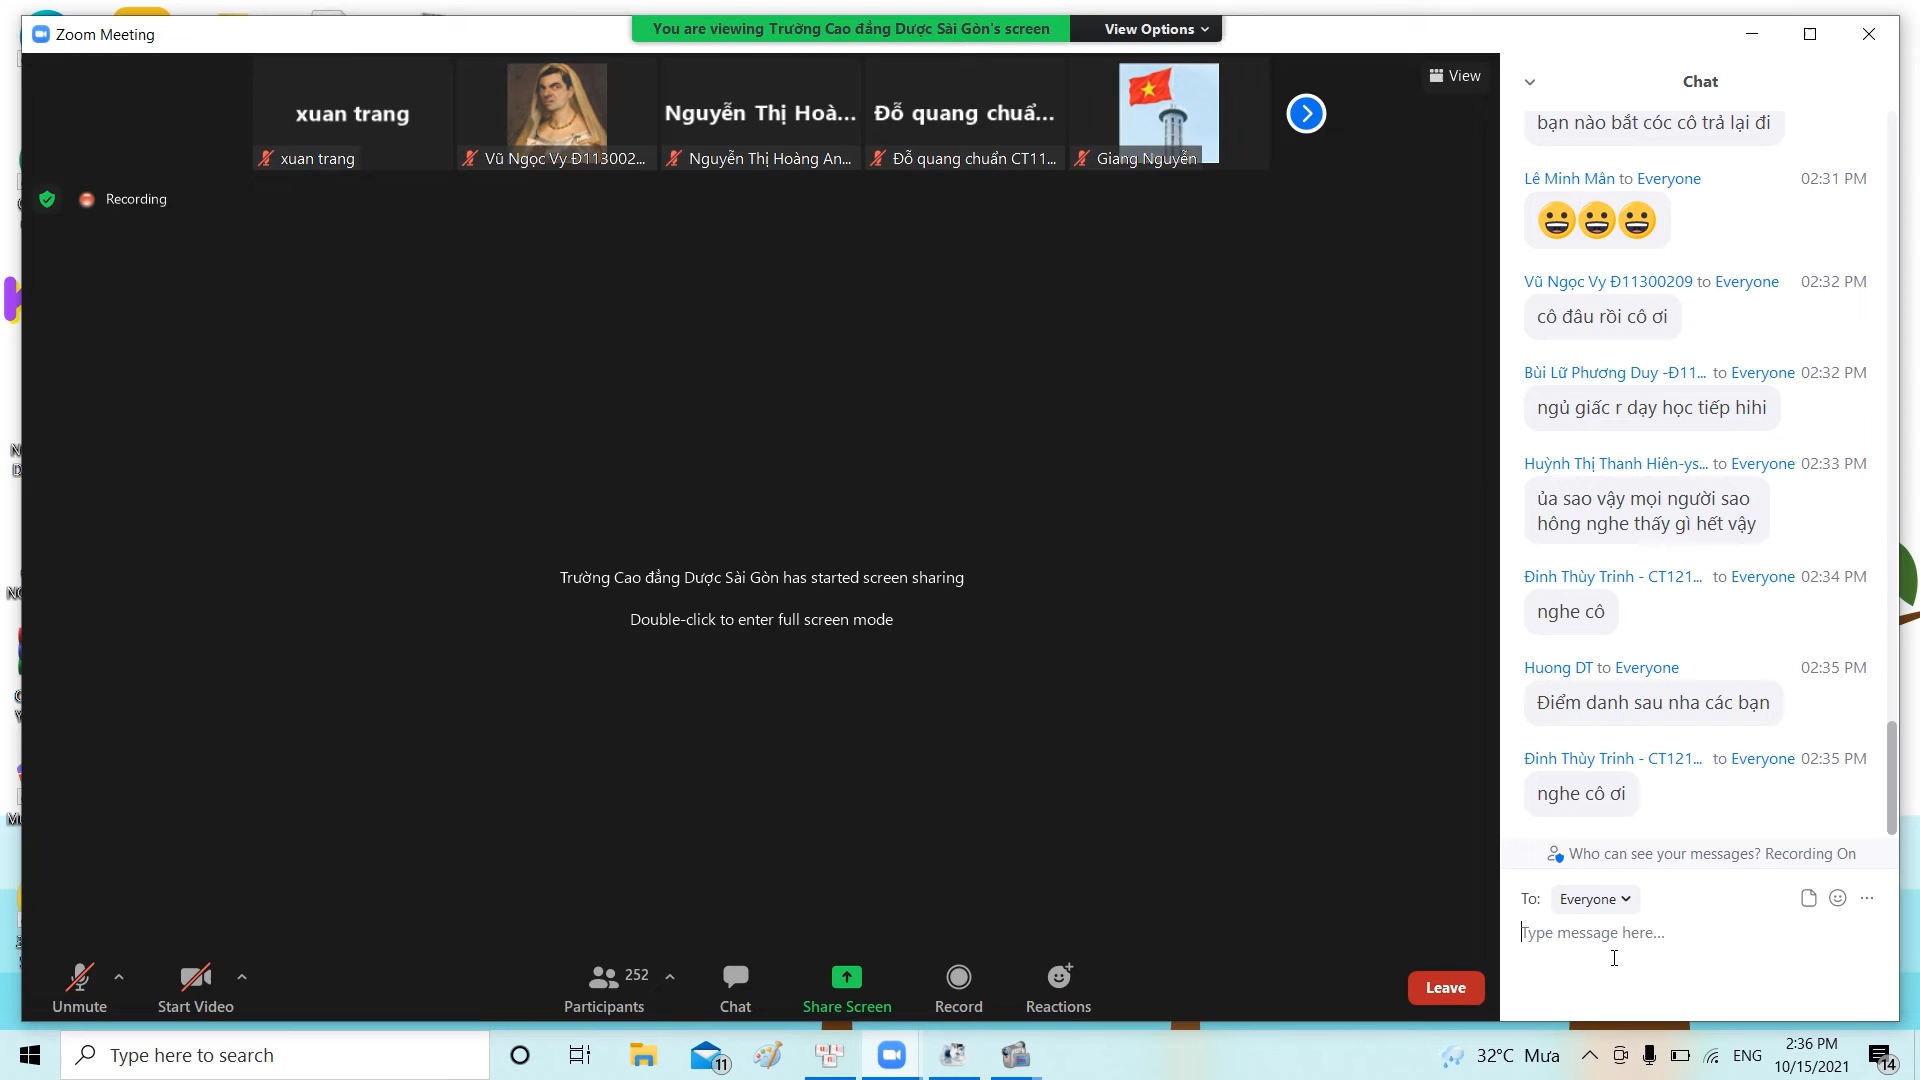 Zoom Meeting
You are viewing Trường Cao đẳng Dược Sài Gòn's screen
View Options
xuan trang
Nguyễn Thị Hoà...
Đỗ quang chuẩ...
xuan trang
Vũ Ngọc Vy Đ113002...
Nguyễn Thị Hoàng An...
Đỗ quang chuẩn CT11...
Giang Nguyễn
View
Recording
Trường Cao đẳng Dược Sài Gòn has started screen sharing
Double-click to enter full screen mode
Chat
bạn nào bắt cóc cô trả lại đi
Lê Minh Mân to Everyone 02:31 PM
😀😀😀
Vũ Ngọc Vy Đ11300209 to Everyone 02:32 PM
cô đâu rồi cô ơi
Bùi Lữ Phương Duy -Đ11... to Everyone 02:32 PM
ngủ giấc r dạy học tiếp hihi
Huỳnh Thị Thanh Hiên-ys... to Everyone 02:33 PM
ủa sao vậy mọi người sao
hông nghe thấy gì hết vậy
Đinh Thùy Trinh - CT121... to Everyone 02:34 PM
nghe cô
Huong DT to Everyone 02:35 PM
Điểm danh sau nha các bạn
Đinh Thùy Trinh - CT121... to Everyone 02:35 PM
nghe cô ơi
Who can see your messages? Recording On
To: Everyone
Type message here...
Unmute
Start Video
252
Participants
Chat
Share Screen
Record
Reactions
Leave
Type here to search
11
32°C Mưa
ENG
2:36 PM
10/15/2021
14